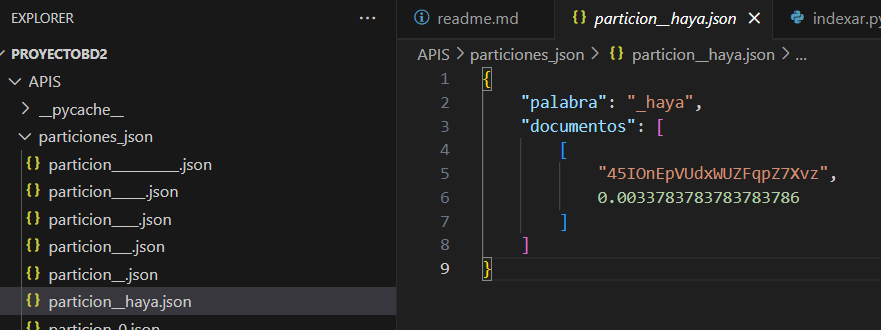 EXPLORER
PROYECTOBD2
APIS
__pycache__
particiones_json
particion__________.json
particion_____.json
particion____.json
particion___.json
particion__.json
particion__haya.json
particion_0.json
readme.md
{} particion__haya.json
indexar.py
APIS > particiones_json > {} particion__haya.json > ...
1 {
2 "palabra": "_haya",
3 "documentos": [
4 [
5 "45IOnEpVUdxWUZFqpZ7Xvz",
6 0.0033783783783783786
7 ]
8 ]
9 }